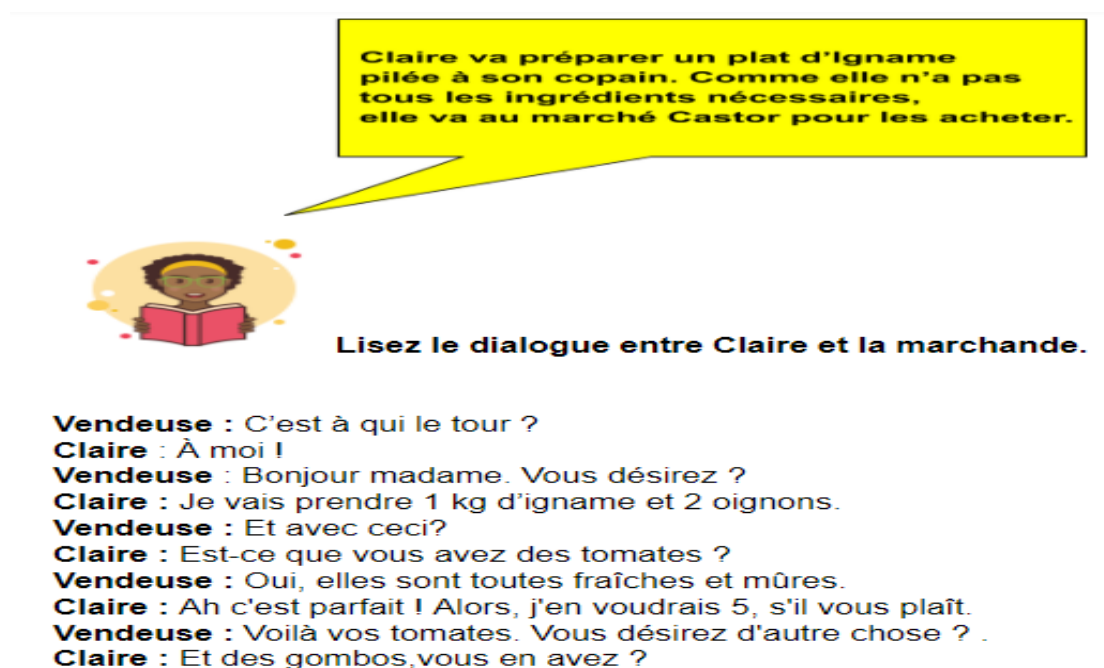 Claire va préparer un plat d'Igname
pilée à son copain. Comme elle n'a pas
tous les ingrédients nécessaires,
elle va au marché Castor pour les acheter.
Lisez le dialogue entre Claire et la marchande.
Vendeuse : C'est à qui le tour ?
Claire : À moi !
Vendeuse : Bonjour madame. Vous désirez ?
Claire : Je vais prendre 1 kg d'igname et 2 oignons.
Vendeuse : Et avec ceci?
Claire : Est-ce que vous avez des tomates ?
Vendeuse : Oui, elles sont toutes fraîches et mûres.
Claire : Ah c'est parfait ! Alors, j'en voudrais 5, s'il vous plaît.
Vendeuse : Voilà vos tomates. Vous désirez d'autre chose ? .
Claire : Et des gombos,vous en avez ?